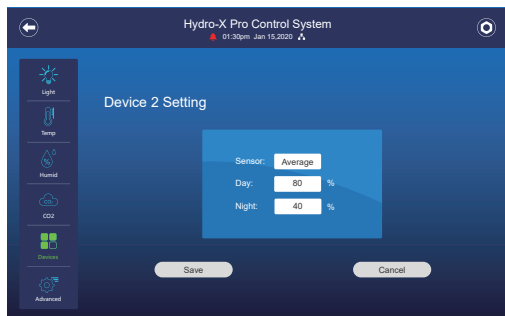 Hydro-X Pro Control System
01:30pm Jan 15,2020
Light
Temp
%
Humid
CO2
CO2
Devices
Advanced
Device 2 Setting
Sensor: Average
Day: 80 %
Night: 40 %
Save
Cancel